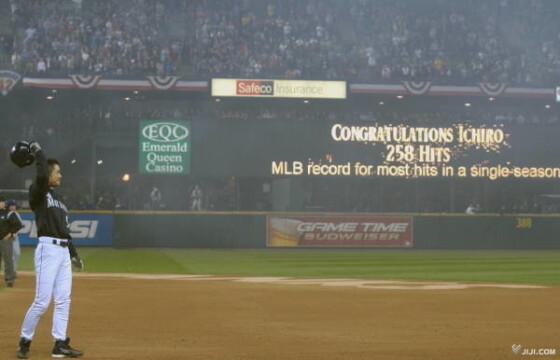 Safeco Insurance
EQC
Emerald
Queen
CASINO
CONGRATULATIONS ICHIRO
258 HITS
MLB record for most hits in a single-season
PEPSI
GAME TIME
BUDWEISER
JIJI.COM